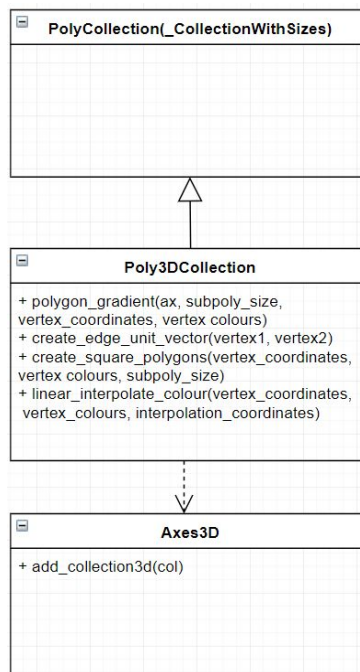 PolyCollection(_CollectionWithSizes)
Poly3DCollection
+ polygon_gradient(ax, subpoly_size,
vertex_coordinates, vertex colours)
+ create_edge_unit_vector(vertex1, vertex2)
+ create_square_polygons(vertex_coordinates,
vertex colours, subpoly_size)
+ linear_interpolate_colour(vertex_coordinates,
vertex_colours, interpolation_coordinates)
Axes3D
+ add_collection3d(col)